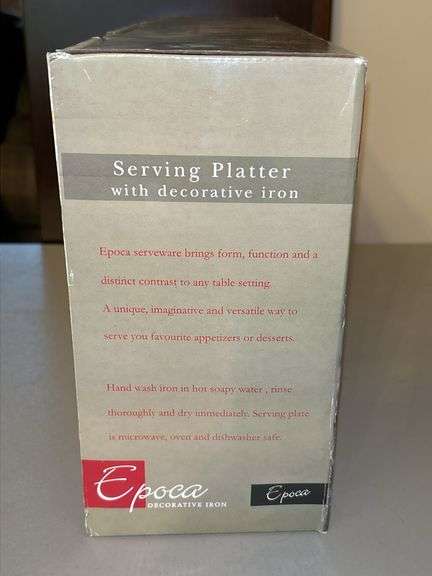 Serving Platter
with decorative iron
Epoca serveware brings form, function and a
distinct contrast to any table setting.
A unique, imaginative and versatile way to
serve you favourite appetizers or desserts.
Hand wash iron in hot soapy water , rinse
thoroughly and dry immediately. Serving plate
is microwave, oven and dishwasher safe.
Epoca
DECORATIVE IRON
Epoca